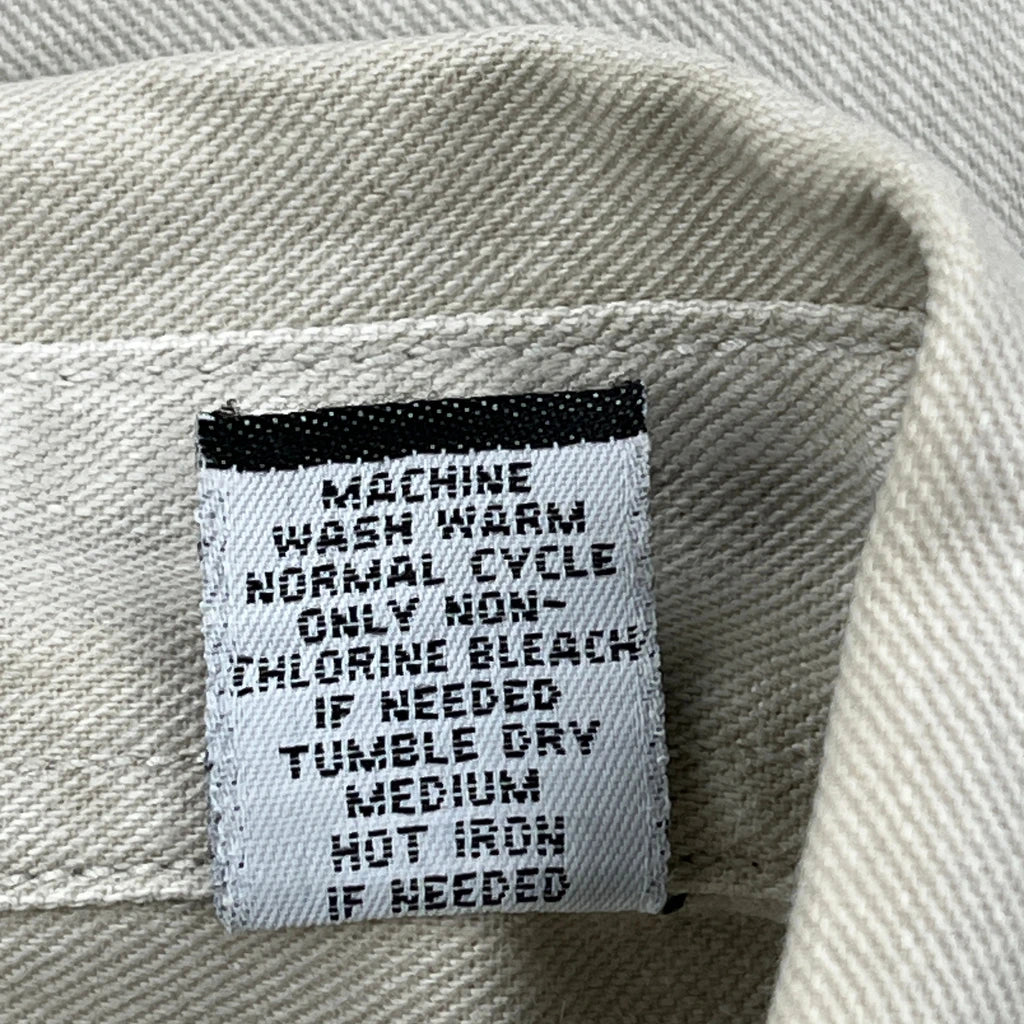 MACHINE
WASH WARM
NORMAL CYCLE
ONLY NON-
CHLORINE BLEACH
IF NEEDED
TUMBLE DRY
MEDIUM
HOT IRON
IF NEEDED